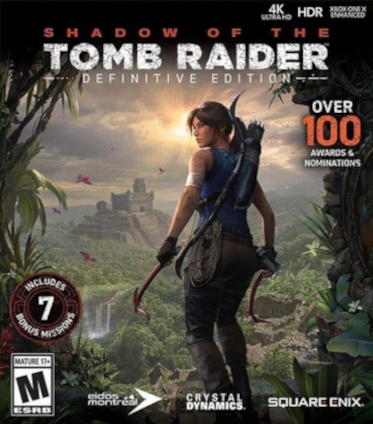 4K
ULTRA HD
HDR
XBOX ONE X
ENHANCED
SHADOW OF THE
TOMB RAIDER
DEFINITIVE EDITION
OVER
100
AWARDS &
NOMINATIONS
INCLUDES
7
BONUS MISSIONS
MATURE 17+
M
ESRB
eidos
montréal
CRYSTAL
DYNAMICS
SQUARE ENIX